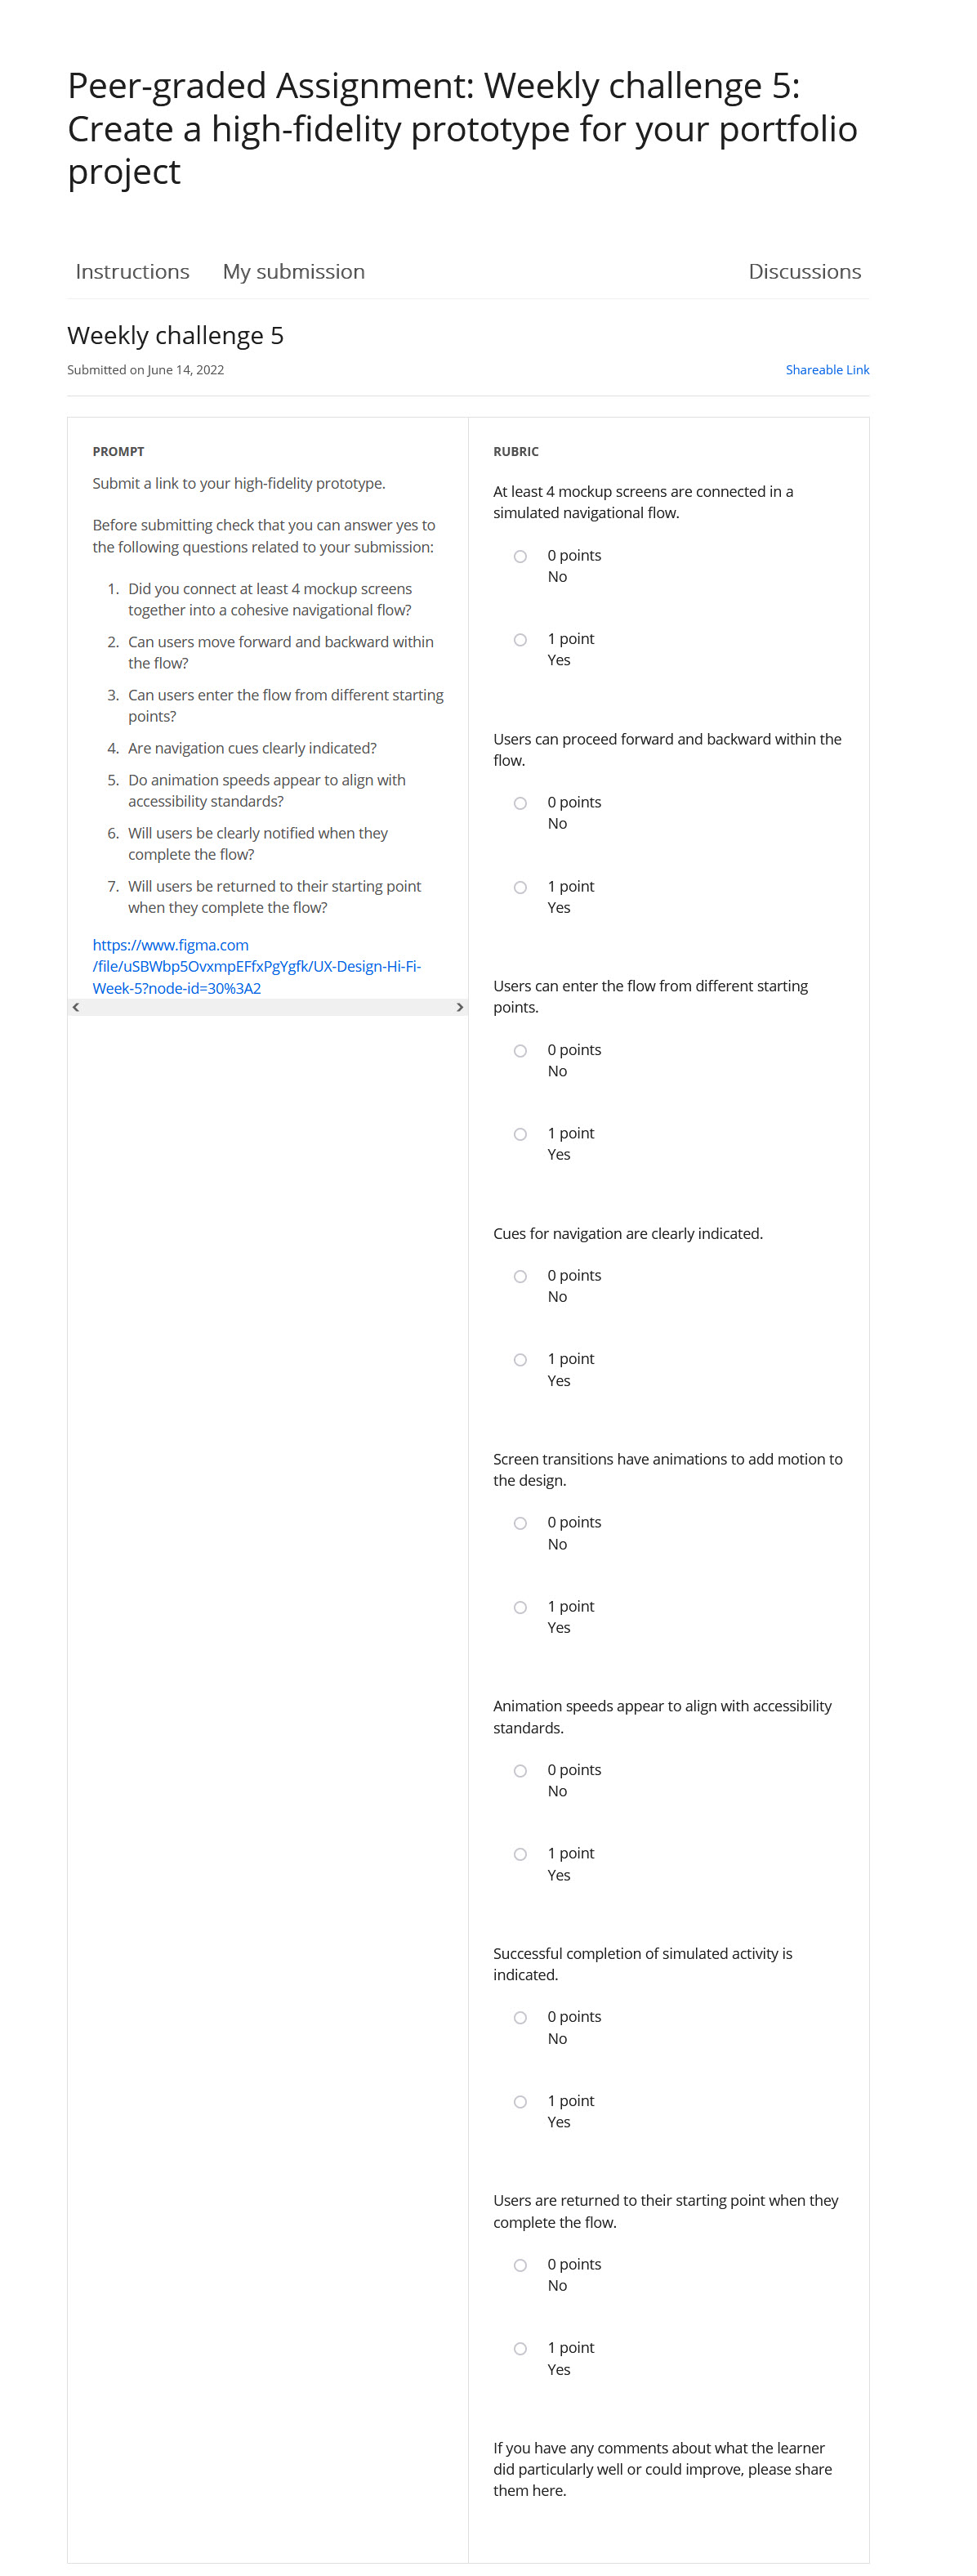 Peer-graded Assignment: Weekly challenge 5:
Create a high-fidelity prototype for your portfolio
project
Instructions My submission Discussions
Weekly challenge 5
Submitted on June 14, 2022 Shareable Link
PROMPT
Submit a link to your high-fidelity prototype.
Before submitting check that you can answer yes to
the following questions related to your submission:
1. Did you connect at least 4 mockup screens
together into a cohesive navigational flow?
2. Can users move forward and backward within
the flow?
3. Can users enter the flow from different starting
points?
4. Are navigation cues clearly indicated?
5. Do animation speeds appear to align with
accessibility standards?
6. Will users be clearly notified when they
complete the flow?
7. Will users be returned to their starting point
when they complete the flow?
https://www.figma.com
/file/uSBWbp5OvxmpEFfxPgYgfk/UX-Design-Hi-Fi-
Week-5?node-id=30%3A2
RUBRIC
At least 4 mockup screens are connected in a
simulated navigational flow.
0 points
No
1 point
Yes
Users can proceed forward and backward within the
flow.
0 points
No
1 point
Yes
Users can enter the flow from different starting
points.
0 points
No
1 point
Yes
Cues for navigation are clearly indicated.
0 points
No
1 point
Yes
Screen transitions have animations to add motion to
the design.
0 points
No
1 point
Yes
Animation speeds appear to align with accessibility
standards.
0 points
No
1 point
Yes
Successful completion of simulated activity is
indicated.
0 points
No
1 point
Yes
Users are returned to their starting point when they
complete the flow.
0 points
No
1 point
Yes
If you have any comments about what the learner
did particularly well or could improve, please share
them here.